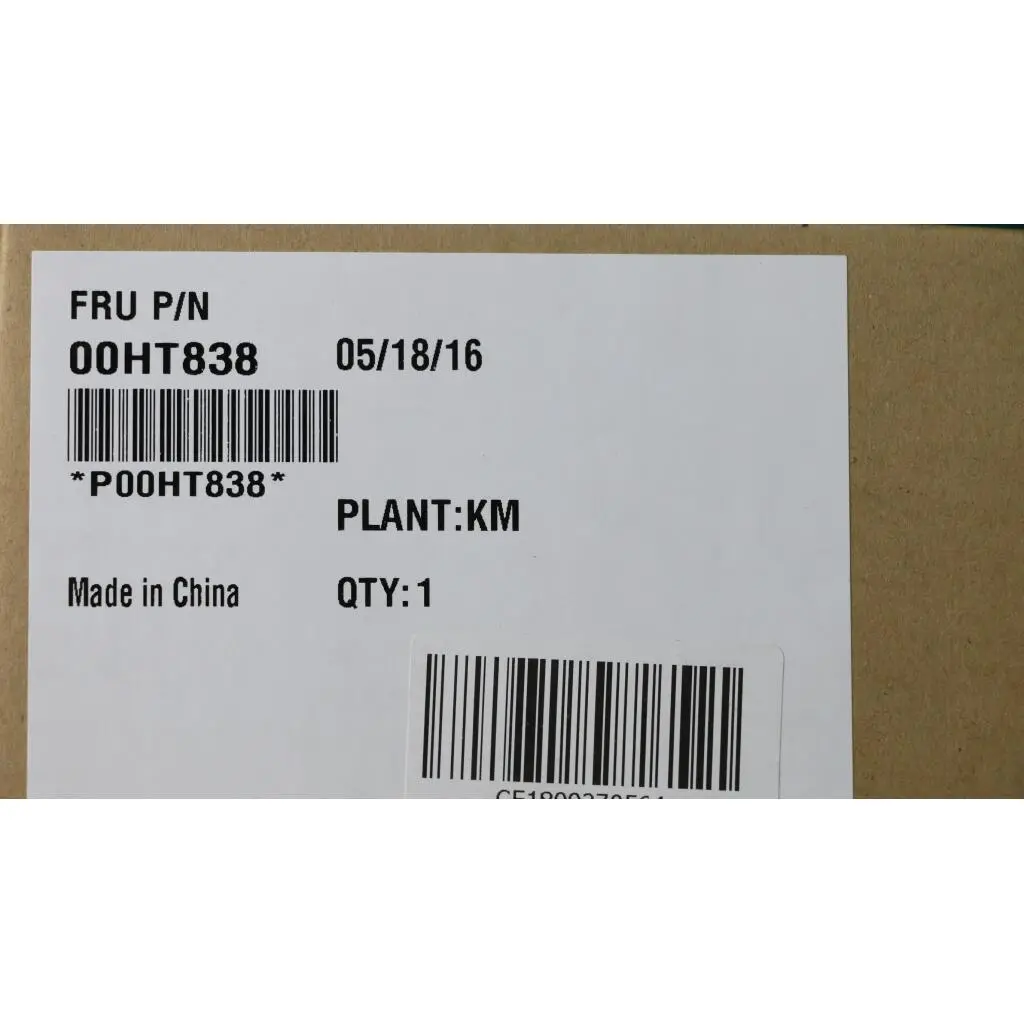 FRU P/N
00HT838 05/18/16
*P00HT838*
PLANT:KM
Made in China QTY: 1